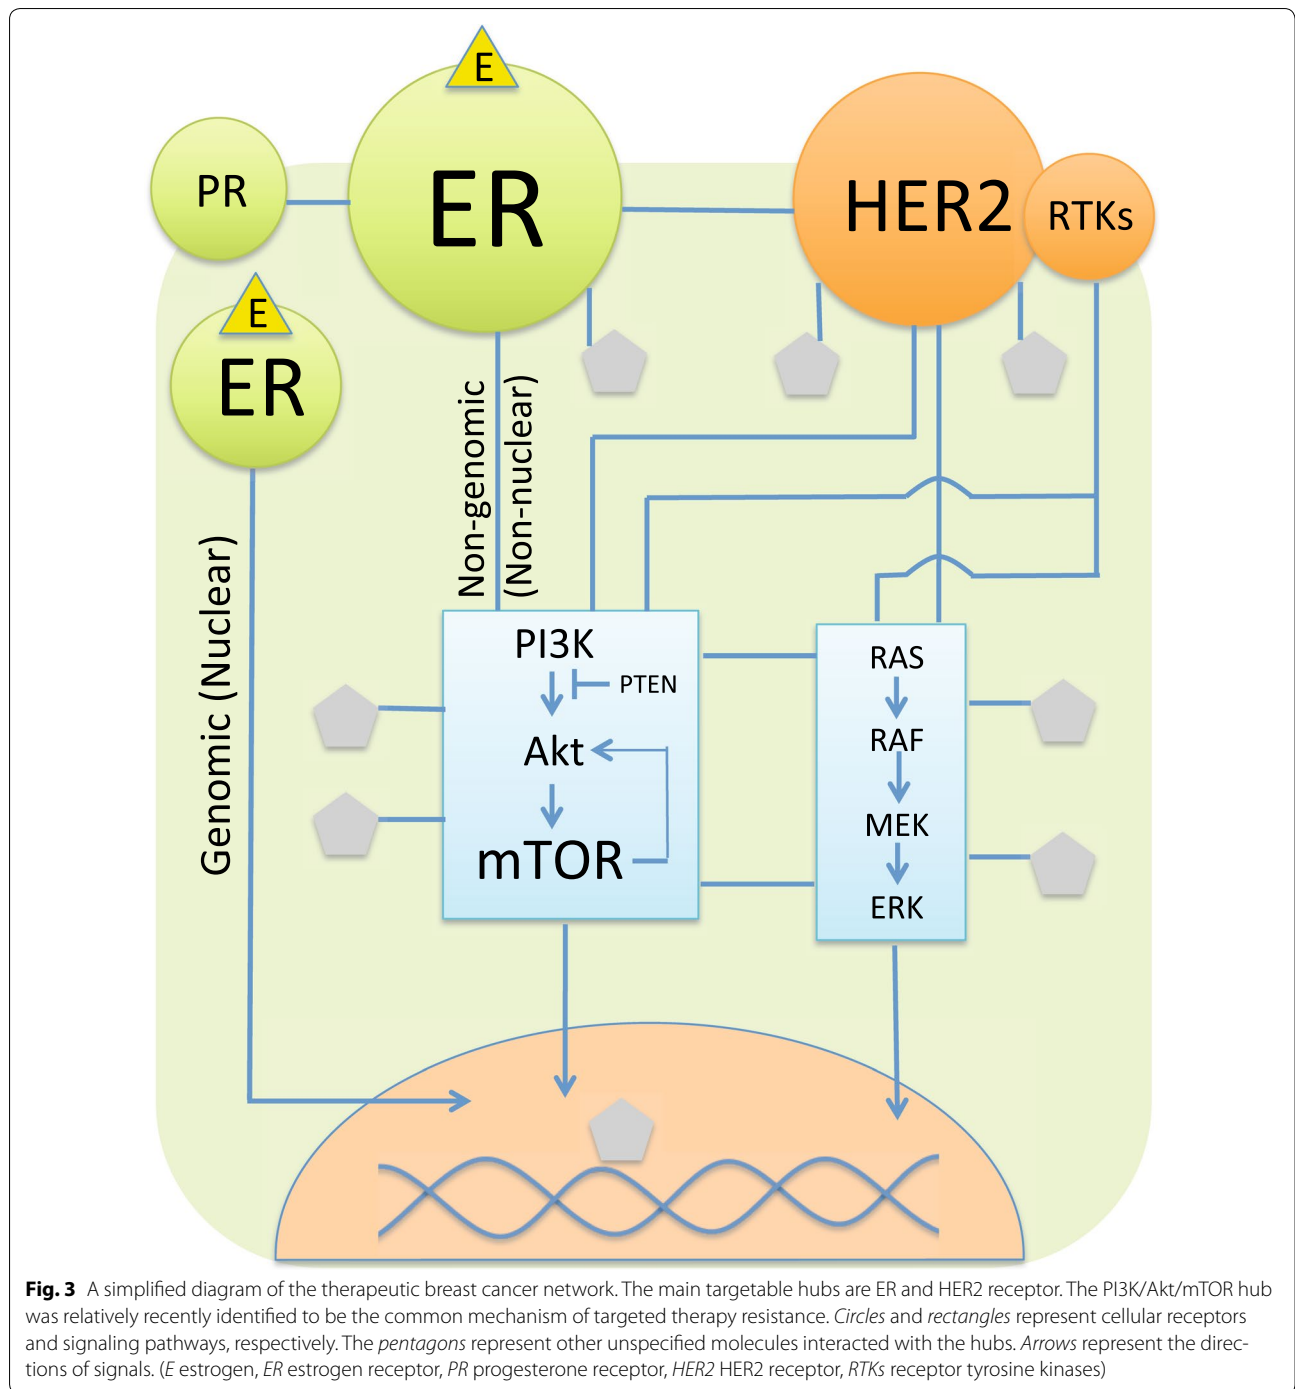 E
ER
PR
HER2
RTKs
E
ER
Non-genomic
(Non-nuclear)
Genomic (Nuclear)
PI3K
PTEN
Akt
mTOR
RAS
RAF
MEK
ERK
Fig. 3 A simplified diagram of the therapeutic breast cancer network. The main targetable hubs are ER and HER2 receptor. The PI3K/Akt/mTOR hub
was relatively recently identified to be the common mechanism of targeted therapy resistance. Circles and rectangles represent cellular receptors
and signaling pathways, respectively. The pentagons represent other unspecified molecules interacted with the hubs. Arrows represent the direc-
tions of signals. (E estrogen, ER estrogen receptor, PR progesterone receptor, HER2 HER2 receptor, RTKs receptor tyrosine kinases)